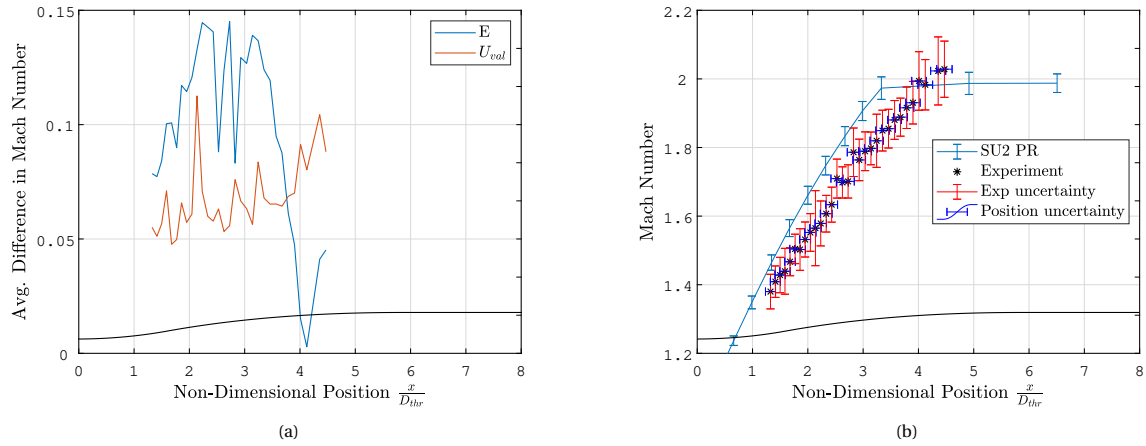 0.15
0.1
0.05
0
Avg. Difference in Mach Number
E
U_val
0 1 2 3 4 5 6 7 8
Non-Dimensional Position x/D_thr
(a)
2.2
2
1.8
1.6
1.4
1.2
Mach Number
SU2 PR
Experiment
Exp uncertainty
Position uncertainty
0 1 2 3 4 5 6 7 8
Non-Dimensional Position x/D_thr
(b)